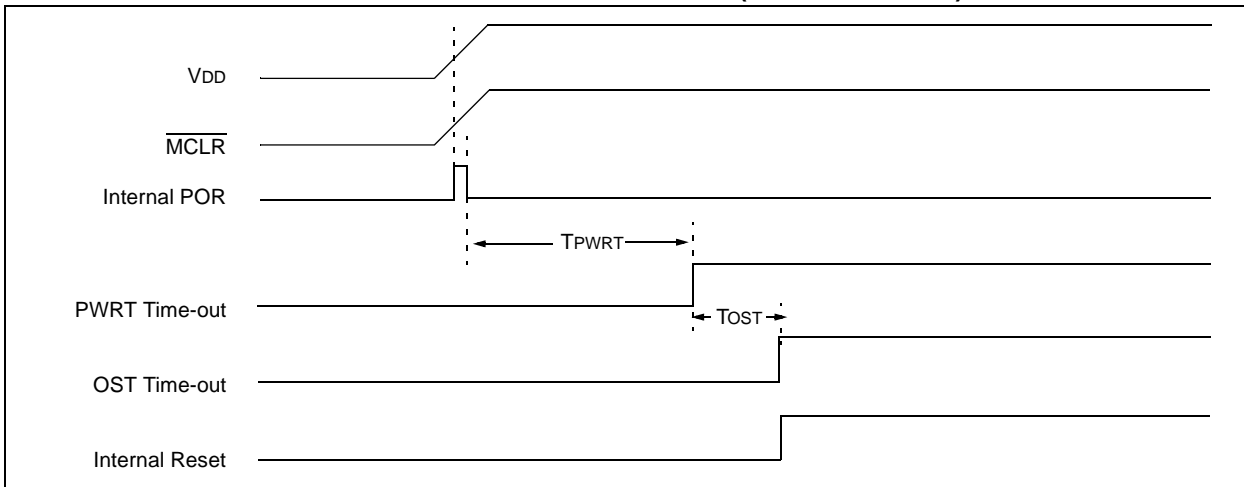 VDD
MCLR
Internal POR
TPWRT
PWRT Time-out
TOST
OST Time-out
Internal Reset